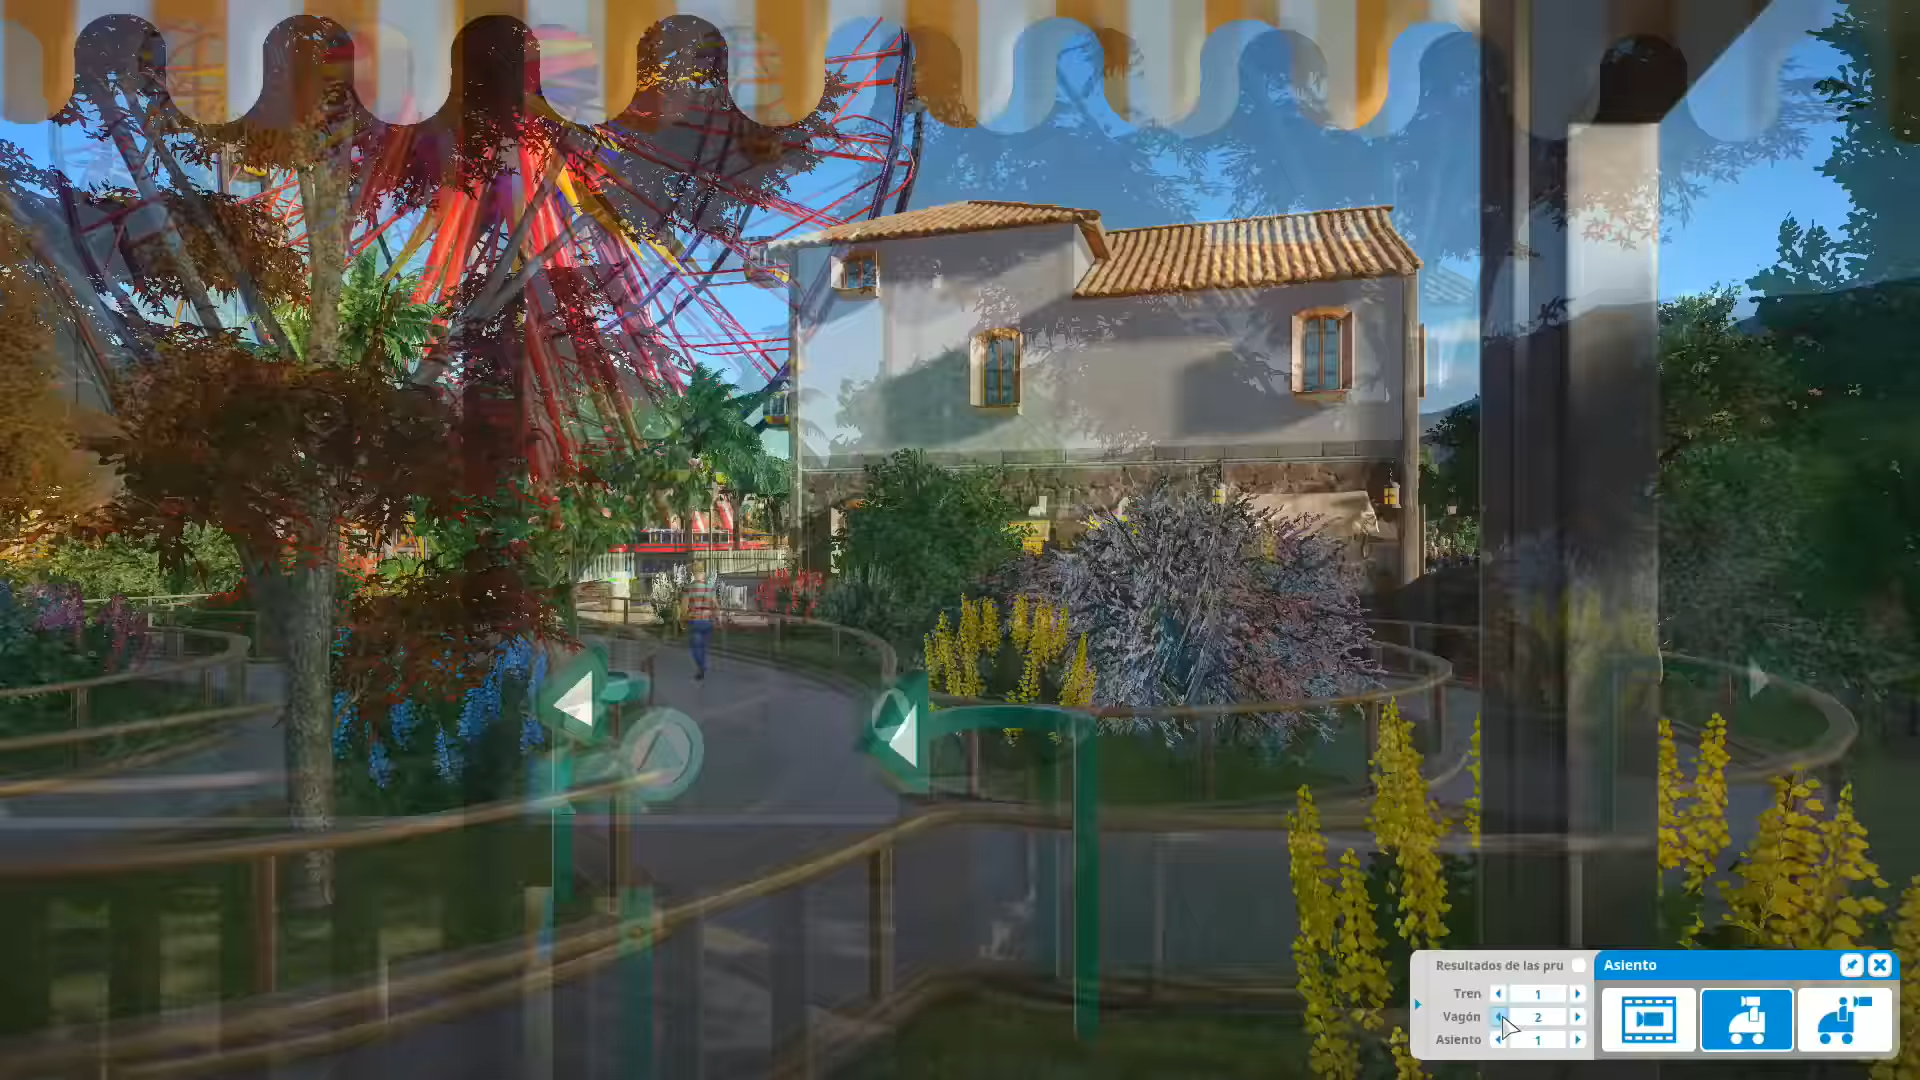 Resultados de las pru
Asiento
Tren 1
Vagón 2
Asiento 1